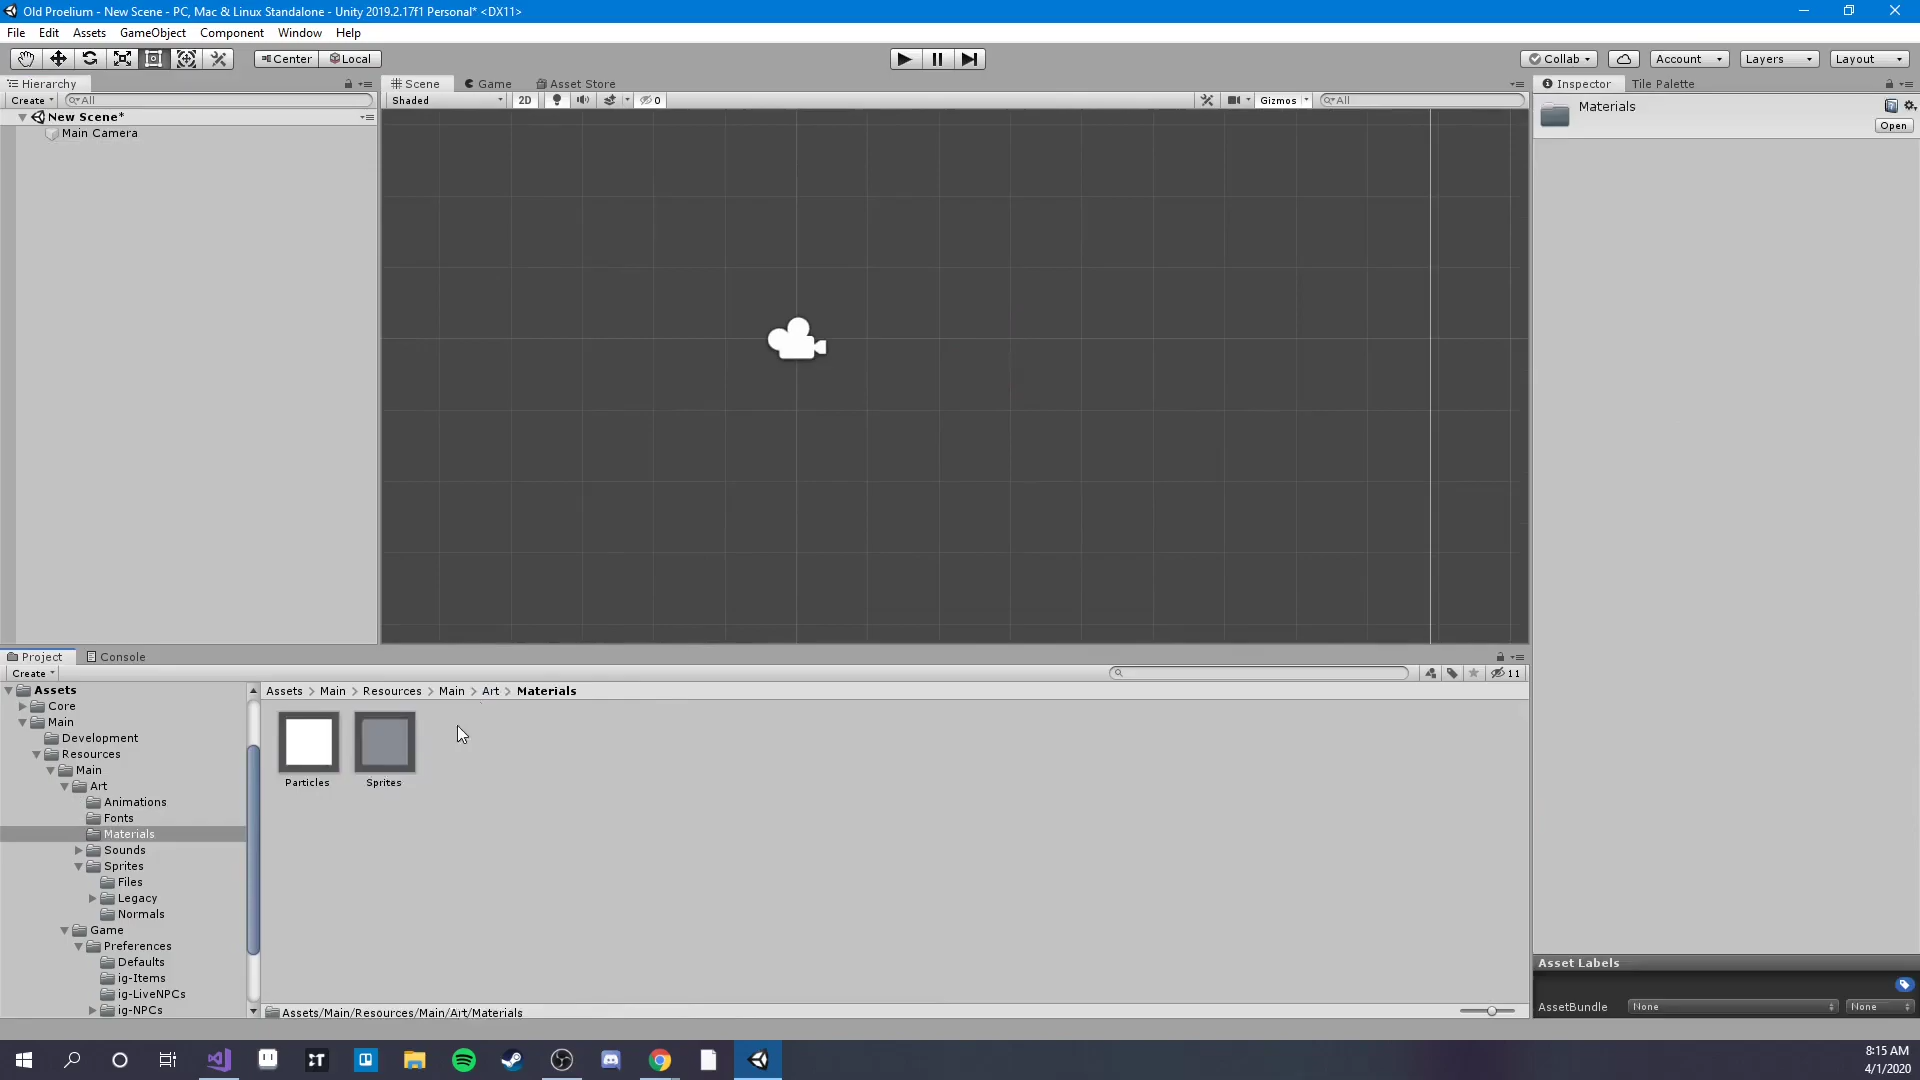 Old Proelium - New Scene - PC, Mac & Linux Standalone - Unity 2019.2.17f1 Personal* <DX11>
File Edit Assets GameObject Component Window Help
Center Local Collab Account Layers Layout
Hierarchy
Create All
New Scene*
Main Camera
Scene Game Asset Store
Shaded 2D 0 Gizmos All
Inspector Tile Palette
Materials
Open
Project Console
Create 11
Assets
Core
Main
Development
Resources
Main
Art
Animations
Fonts
Materials
Sounds
Sprites
Files
Legacy
Normals
Game
Preferences
Defaults
ig-Items
ig-LiveNPCs
ig-NPCs
Assets > Main > Resources > Main > Art > Materials
Particles Sprites
Assets/Main/Resources/Main/Art/Materials
Asset Labels
AssetBundle None None
:T
8:15 AM
4/1/2020